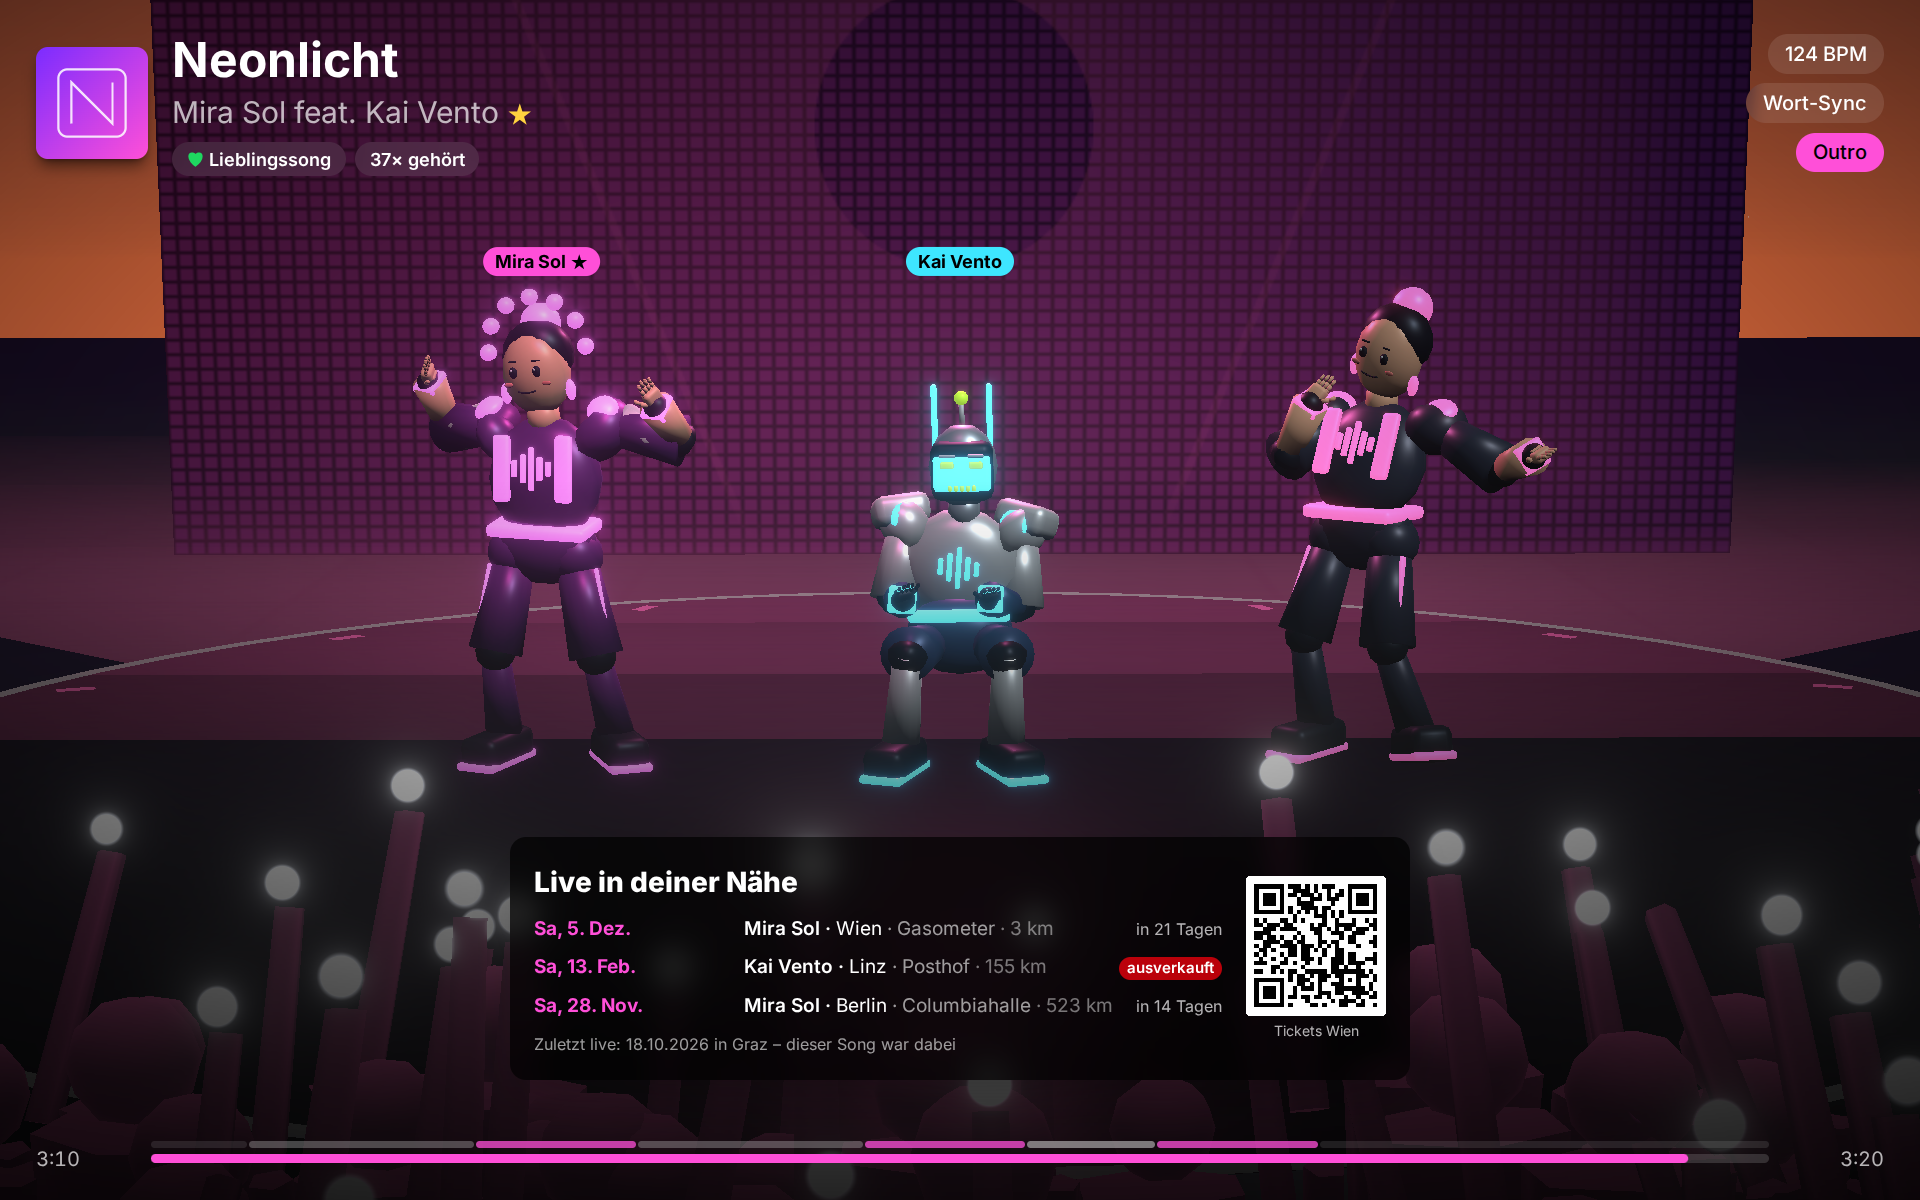 N
Neonlicht
Mira Sol feat. Kai Vento ★
Lieblingssong
37× gehört
124 BPM
Wort-Sync
Outro
Mira Sol ★
Kai Vento
Live in deiner Nähe
Sa, 5. Dez. Mira Sol · Wien · Gasometer · 3 km in 21 Tagen
Sa, 13. Feb. Kai Vento · Linz · Posthof · 155 km ausverkauft
Sa, 28. Nov. Mira Sol · Berlin · Columbiahalle · 523 km in 14 Tagen
Zuletzt live: 18.10.2026 in Graz – dieser Song war dabei
Tickets Wien
3:10
3:20